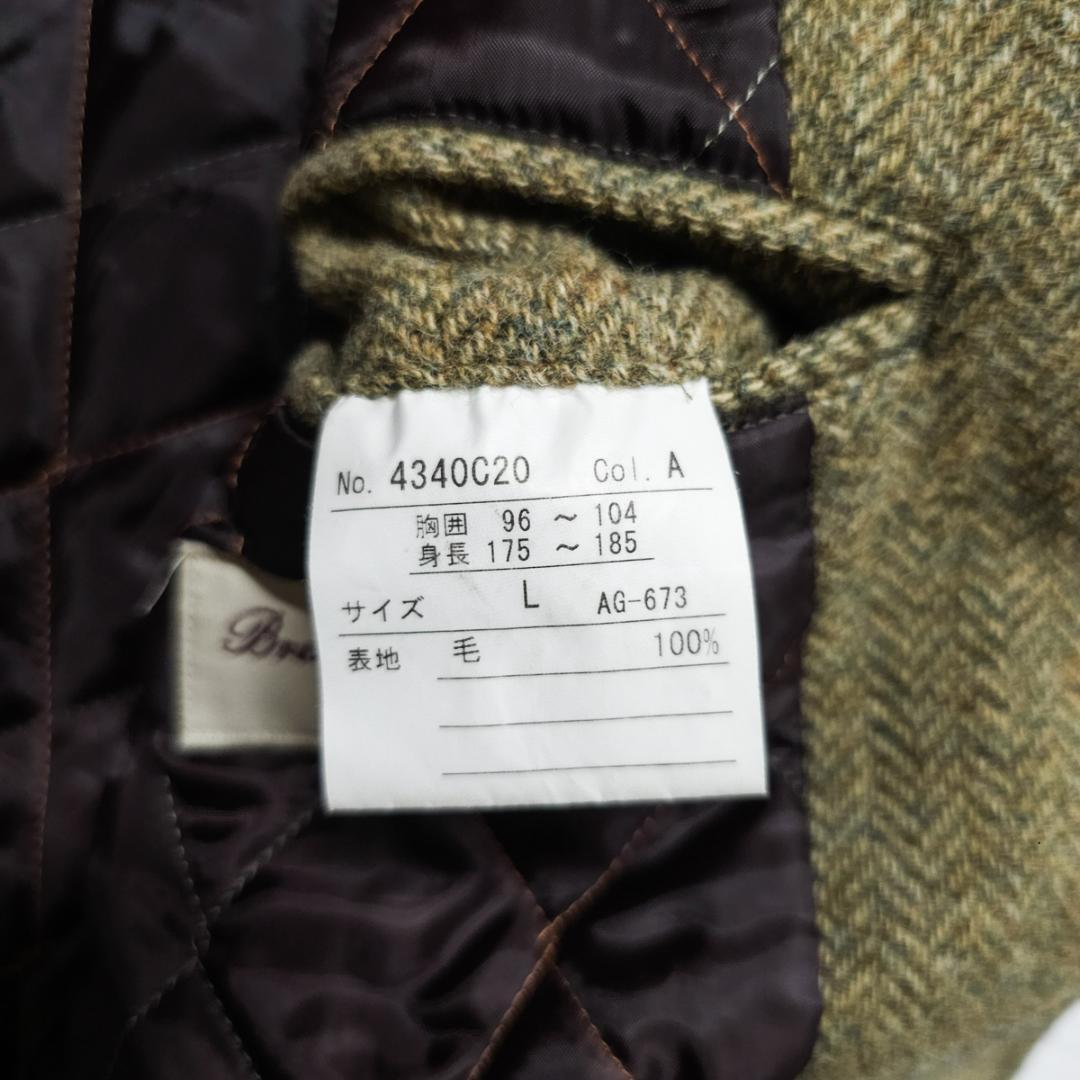 No. 4340C20 Col. A
胸囲 96 ～ 104
身長 175 ～ 185
サイズ L AG-673
表地 毛 100%